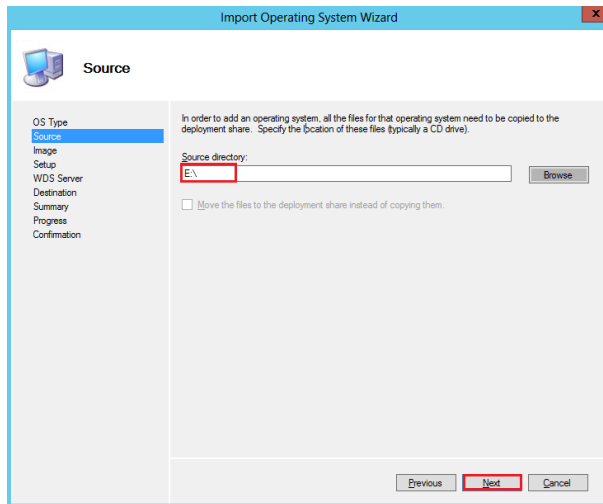 Import Operating System Wizard
x
Source
OS Type
Source
Image
Setup
WDS Server
Destination
Summary
Progress
Confirmation
In order to add an operating system, all the files for that operating system need to be copied to the
deployment share. Specify the location of these files (typically a CD drive).
Source directory:
E:\
Browse
Move the files to the deployment share instead of copying them.
Previous
Next
Cancel